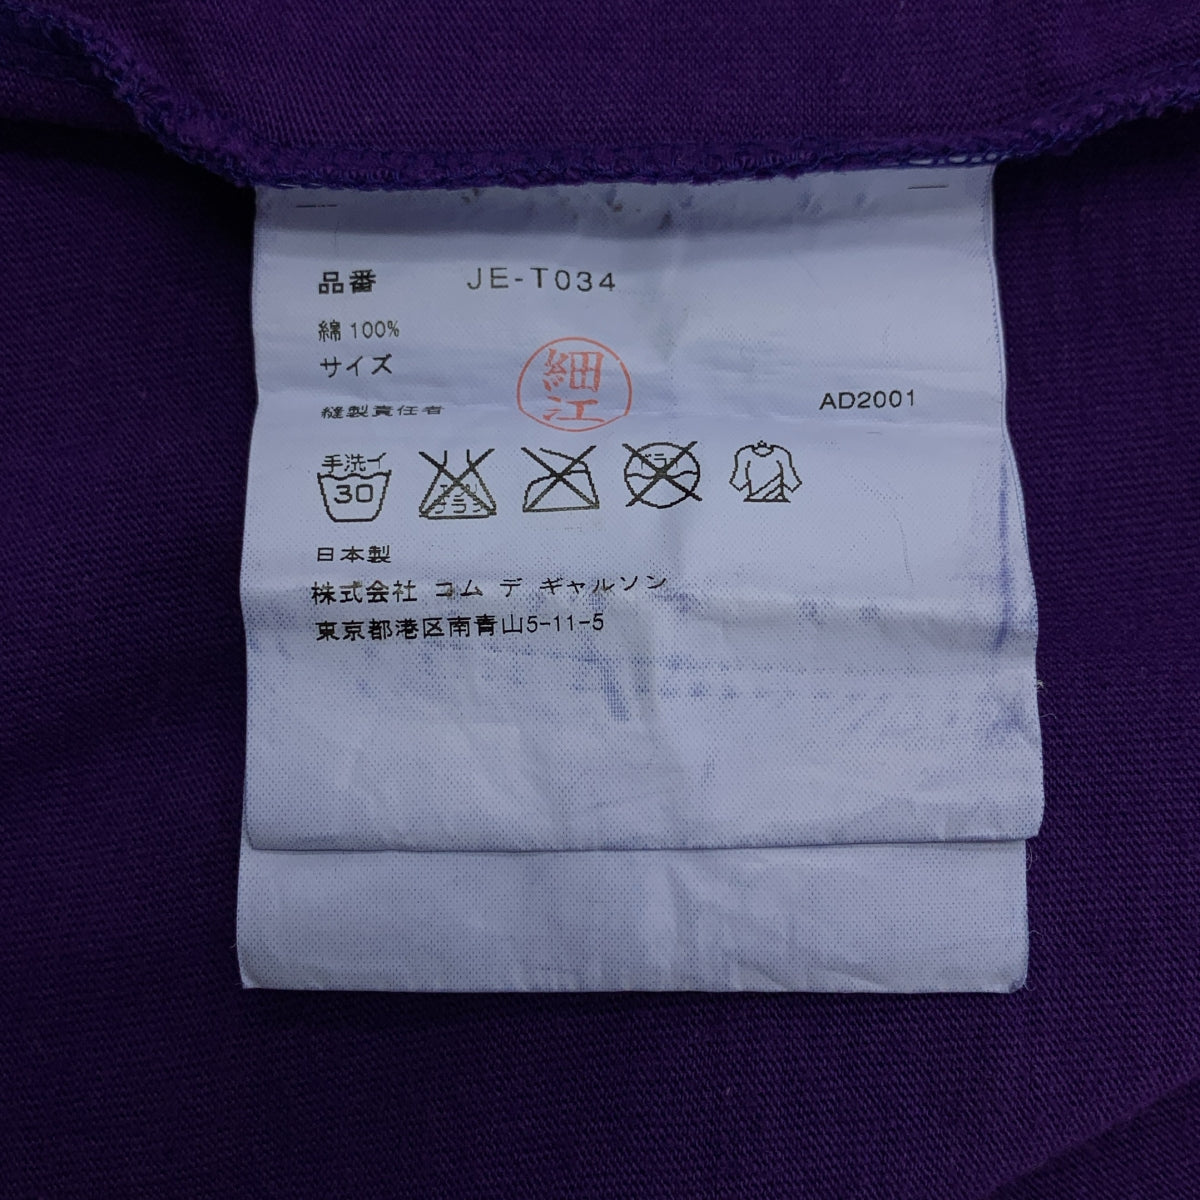 品番 JE-T034
綿 100%
サイズ
縫製責任者 細江 AD2001
手洗イ
30
日本製
株式会社 コム デ ギャルソン
東京都港区南青山5-11-5